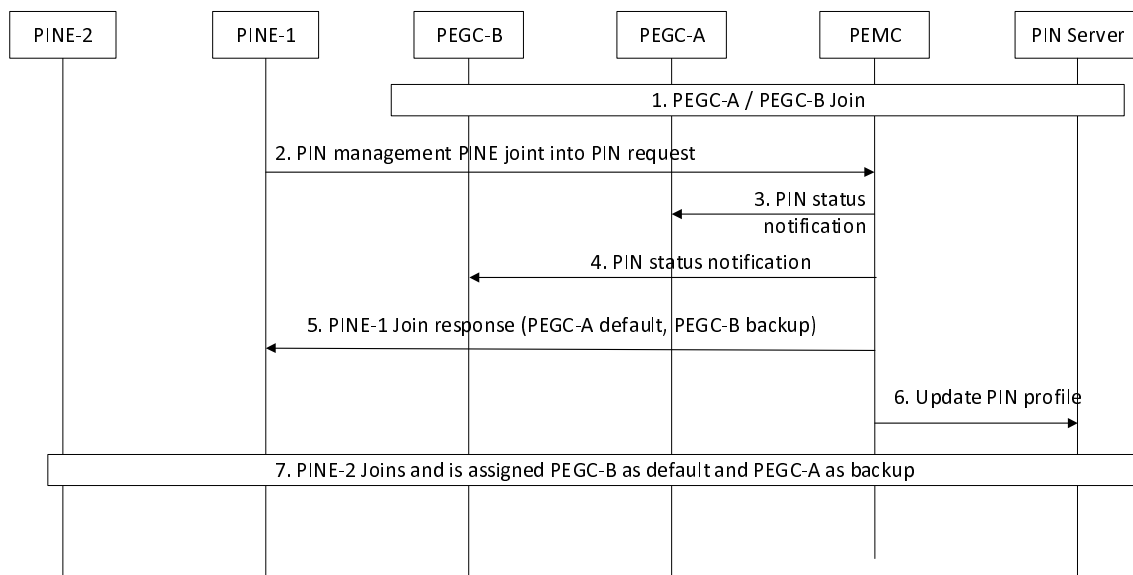 PINE-2
PINE-1
PEGC-B
PEGC-A
PEMC
PIN Server
1. PEGC-A / PEGC-B Join
2. PIN management PINE joint into PIN request
3. PIN status
notification
4. PIN status notification
5. PINE-1 Join response (PEGC-A default, PEGC-B backup)
6. Update PIN profile
7. PINE-2 Joins and is assigned PEGC-B as default and PEGC-A as backup